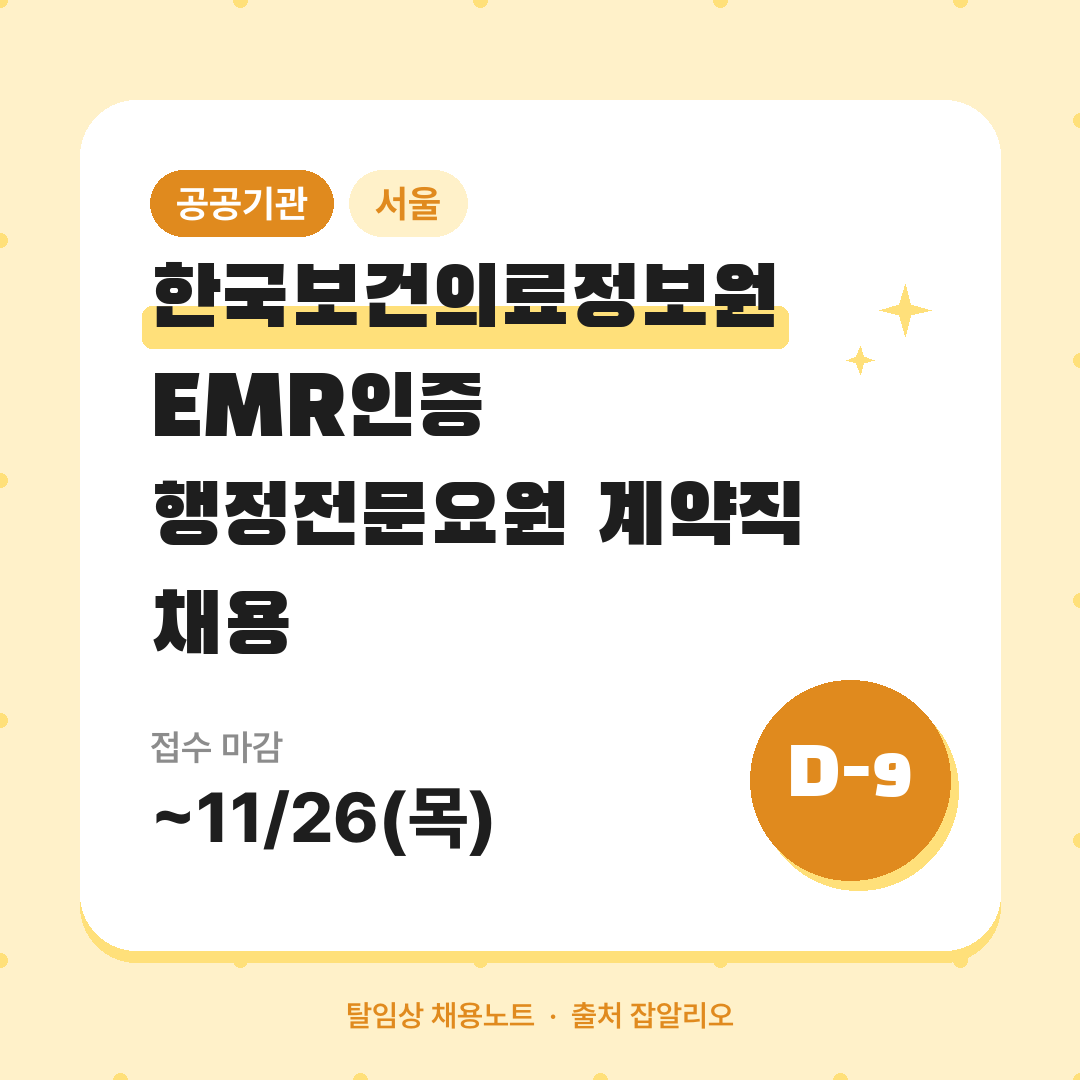 공공기관 서울
한국보건의료정보원
EMR인증
행정전문요원 계약직
채용
접수 마감
~11/26(목)
D-9
탈임상 채용노트 · 출처 잡알리오